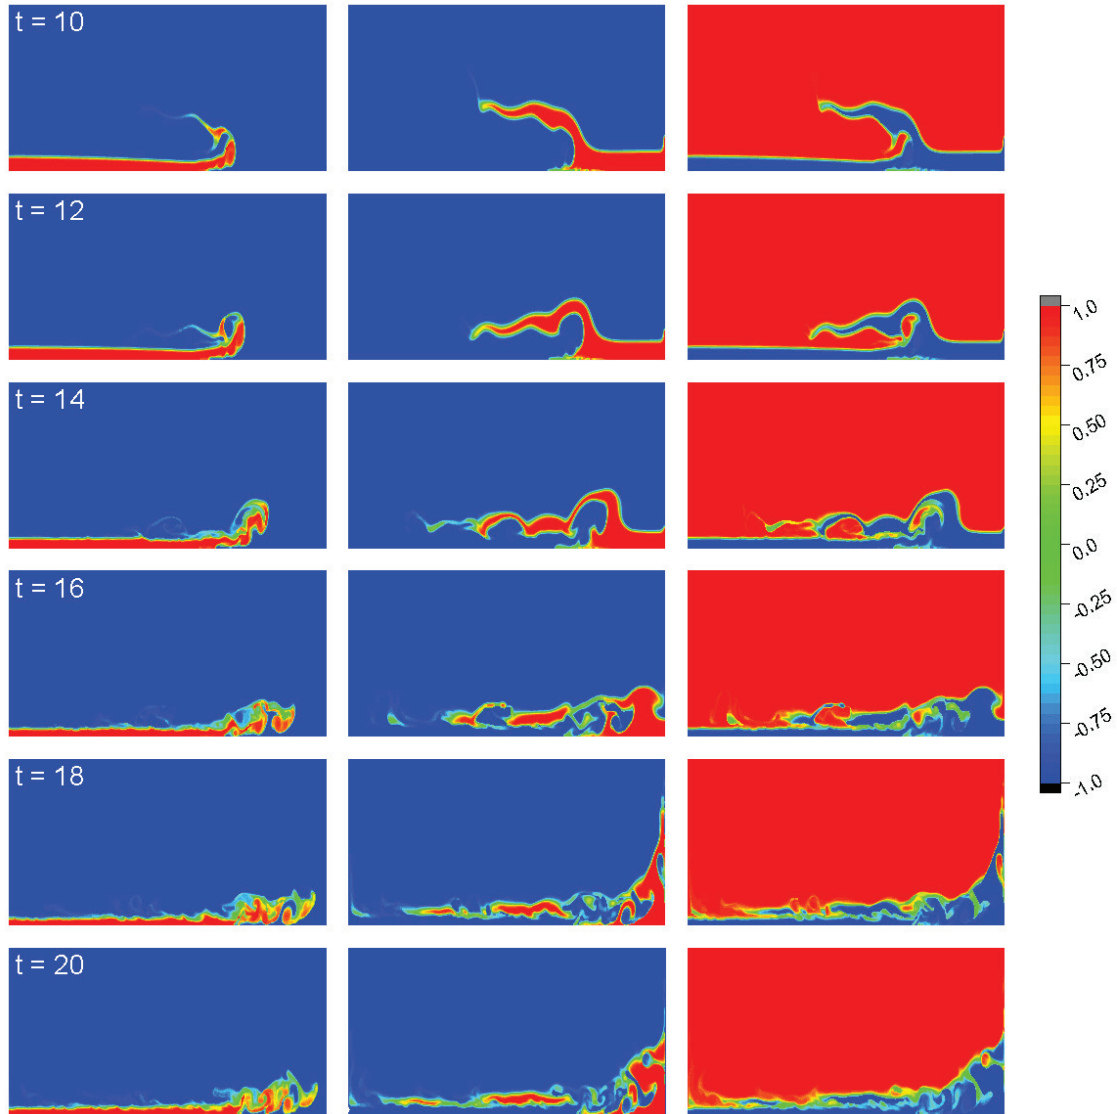 t = 10
t = 12
t = 14
t = 16
t = 18
t = 20
1.0
0.75
0.50
0.25
0.0
-0.25
-0.50
-0.75
-1.0